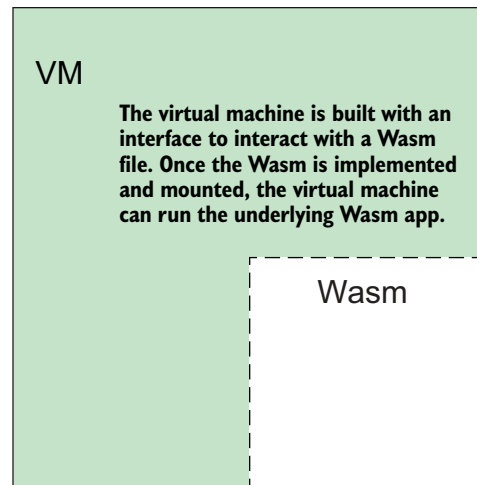 VM
The virtual machine is built with an
interface to interact with a Wasm
file. Once the Wasm is implemented
and mounted, the virtual machine
can run the underlying Wasm app.
Wasm